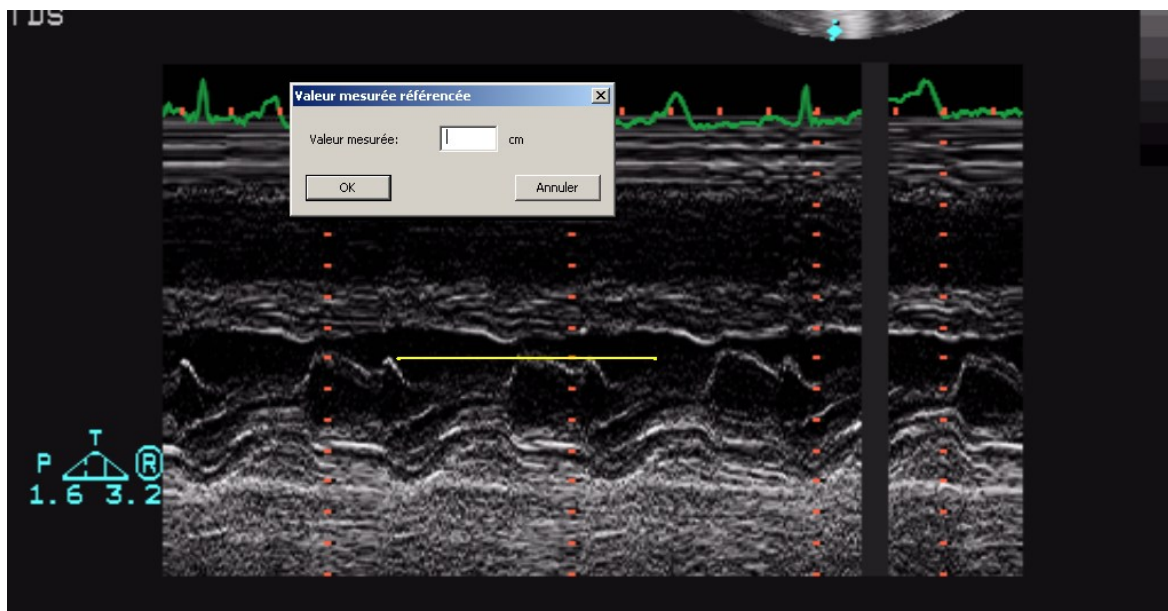 TDS
Valeur mesurée référencée
Valeur mesurée:
cm
OK
Annuler
T
P
R
1.6 3.2